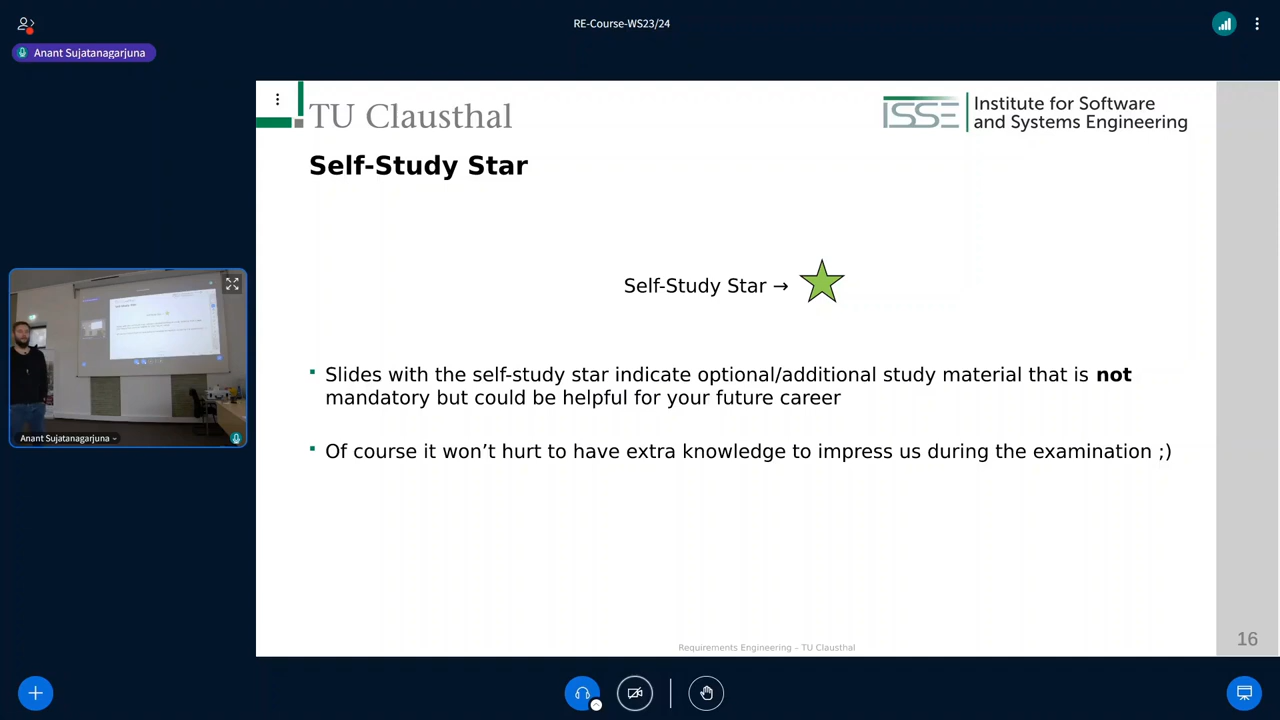 RE-Course-WS23/24
Anant Sujatanagarjuna
TU Clausthal
ISSE Institute for Software
and Systems Engineering
Self-Study Star
Self-Study Star →
Slides with the self-study star indicate optional/additional study material that is not
mandatory but could be helpful for your future career
Of course it won’t hurt to have extra knowledge to impress us during the examination ;)
Anant Sujatanagarjuna
Requirements Engineering – TU Clausthal
16